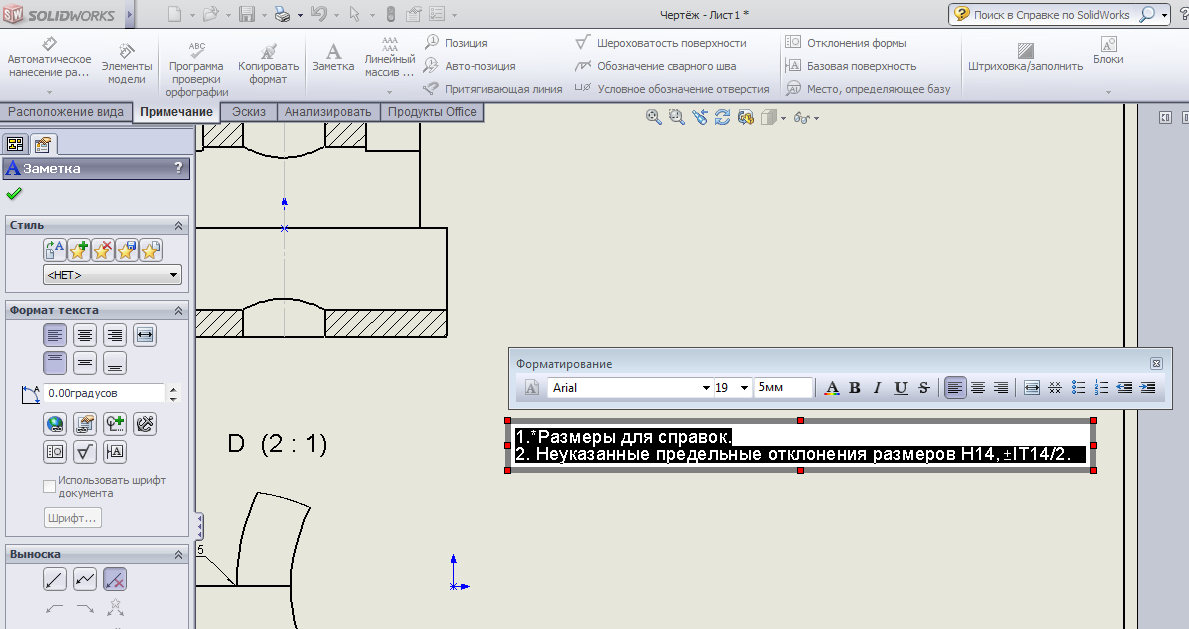 SOLIDWORKS
Чертёж - Лист1 *
Поиск в Справке по SolidWorks
Автоматическое
нанесение ра...
Элементы
модели
ABC
Программа
проверки
орфографии
Копировать
формат
Заметка
Линейный
массив ...
Позиция
Авто-позиция
Притягивающая линия
Шероховатость поверхности
Обозначение сварного шва
Условное обозначение отверстия
Отклонения формы
Базовая поверхность
Место, определяющее базу
Штриховка/заполнить
Блоки
Расположение вида
Примечание
Эскиз
Анализировать
Продукты Office
Заметка
?
Стиль
<НЕТ>
Формат текста
0.00градусов
Использовать шрифт
документа
Шрифт...
Выноска
D (2 : 1)
5
Форматирование
Arial
19
5мм
1.*Размеры для справок.
2. Неуказанные предельные отклонения размеров H14, ±IT14/2.